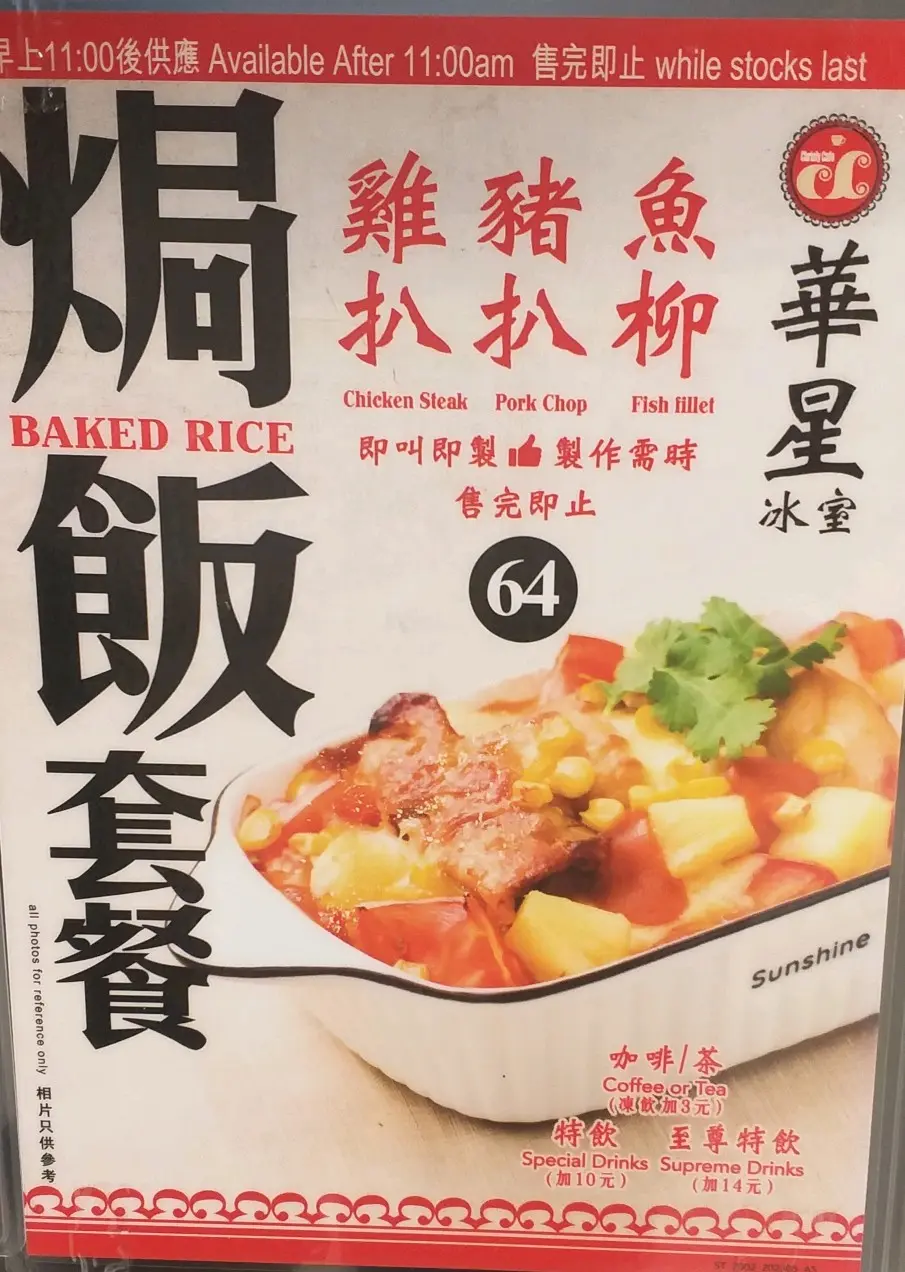 早上11:00後供應 Available After 11:00am 售完即止 while stocks last
焗
BAKED RICE
飯
套
餐
雞扒 豬扒 魚柳
Chicken Steak Pork Chop Fish fillet
即叫即製 製作需時
售完即止
64
Christly Cafe
華星
冰室
Sunshine
咖啡/茶
Coffee or Tea
(凍飲加3元)
特飲 至尊特飲
Special Drinks Supreme Drinks
(加10元) (加14元)
all photos for reference only 相片只供參考